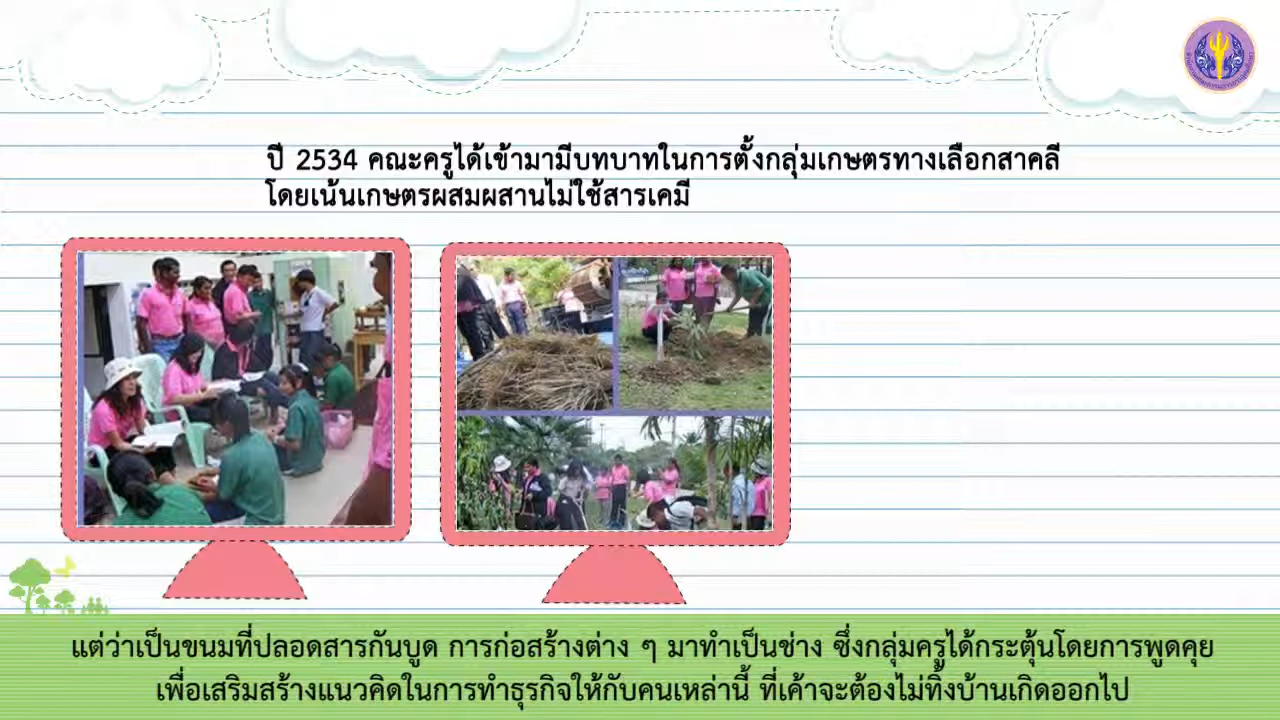 ปี 2534 คณะครูได้เข้ามามีบทบาทในการตั้งกลุ่มเกษตรทางเลือกสาคลี
โดยเน้นเกษตรผสมผสานไม่ใช้สารเคมี
แต่ว่าเป็นขนมที่ปลอดสารกันบูด การก่อสร้างต่าง ๆ มาทำเป็นช่าง ซึ่งกลุ่มครูได้กระตุ้นโดยการพูดคุย
เพื่อเสริมสร้างแนวคิดในการทำธุรกิจให้กับคนเหล่านี้ ที่เค้าจะต้องไม่ทิ้งบ้านเกิดออกไป